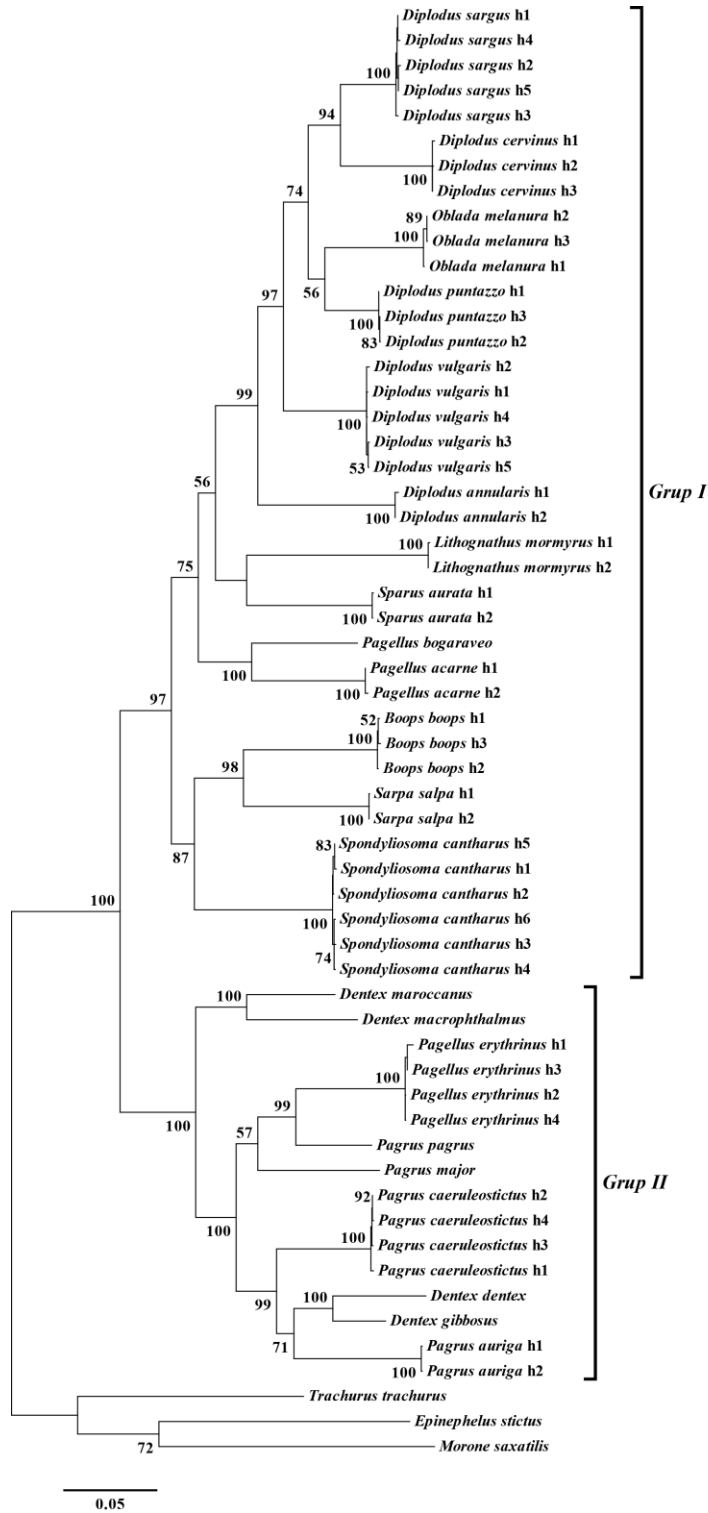 Diplodus sargus h1
Diplodus sargus h4
Diplodus sargus h2
100
Diplodus sargus h5
Diplodus sargus h3
94
Diplodus cervinus h1
Diplodus cervinus h2
100
Diplodus cervinus h3
74
89
Oblada melanura h2
100
Oblada melanura h3
Oblada melanura h1
56
Diplodus puntazzo h1
97
100
Diplodus puntazzo h3
83
Diplodus puntazzo h2
Diplodus vulgaris h2
Diplodus vulgaris h1
100
Diplodus vulgaris h4
99
Diplodus vulgaris h3
53
Diplodus vulgaris h5
56
Diplodus annularis h1
Grup I
100
Diplodus annularis h2
100
Lithognathus mormyrus h1
Lithognathus mormyrus h2
75
Sparus aurata h1
100
Sparus aurata h2
Pagellus bogaraveo
100
Pagellus acarne h1
100
Pagellus acarne h2
97
52
Boops boops h1
100
Boops boops h3
98
Boops boops h2
Sarpa salpa h1
100
Sarpa salpa h2
83
Spondyliosoma cantharus h5
87
Spondyliosoma cantharus h1
Spondyliosoma cantharus h2
100
100
Spondyliosoma cantharus h6
Spondyliosoma cantharus h3
74
Spondyliosoma cantharus h4
100
Dentex maroccanus
Dentex macrophthalmus
Pagellus erythrinus h1
100
Pagellus erythrinus h3
Pagellus erythrinus h2
99
Pagellus erythrinus h4
100
57
Pagrus pagrus
Pagrus major
Grup II
92
Pagrus caeruleostictus h2
100
Pagrus caeruleostictus h4
100
Pagrus caeruleostictus h3
Pagrus caeruleostictus h1
99
100
Dentex dentex
Dentex gibbosus
71
Pagrus auriga h1
100
Pagrus auriga h2
Trachurus trachurus
Epinephelus stictus
72
Morone saxatilis
0.05